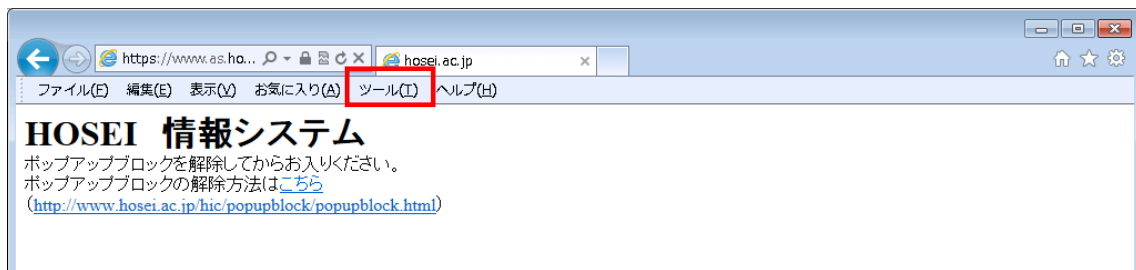 https://www.as.ho...
hosei.ac.jp
ファイル(F) 編集(E) 表示(V) お気に入り(A) ツール(T) ヘルプ(H)
HOSEI 情報システム
ポップアップブロックを解除してからお入りください。
ポップアップブロックの解除方法はこちら
(http://www.hosei.ac.jp/hic/popupblock/popupblock.html)